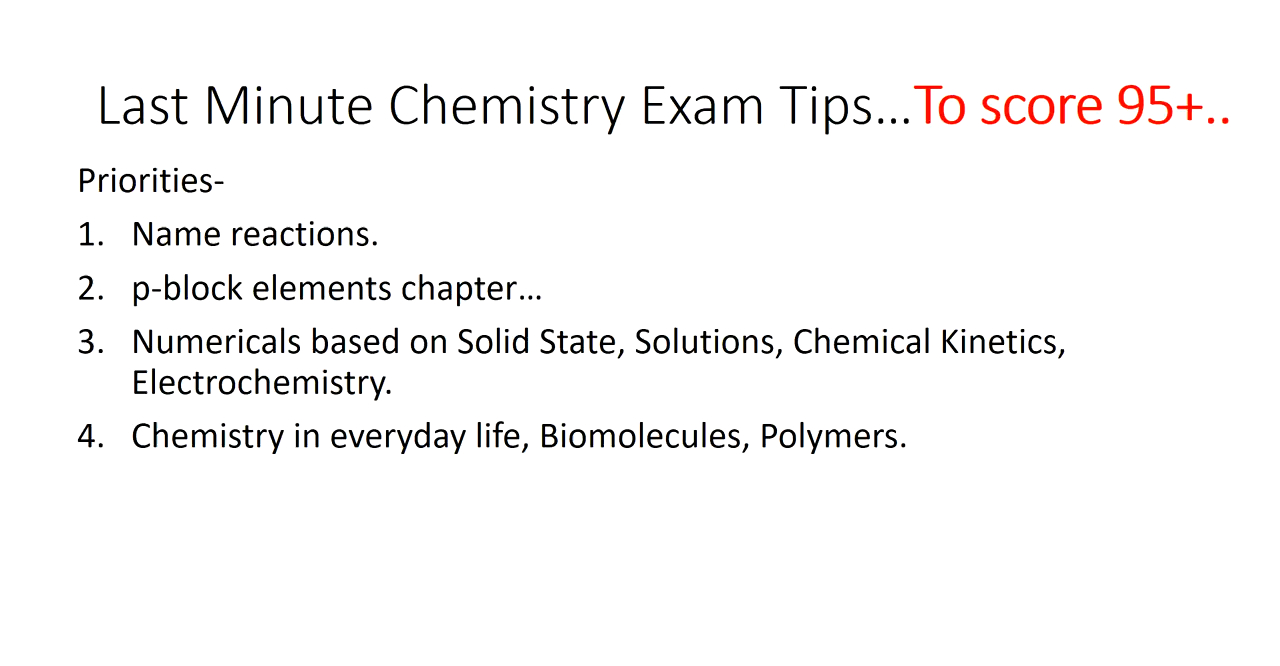 Last Minute Chemistry Exam Tips...To score 95+..
Priorities-
1. Name reactions.
2. p-block elements chapter...
3. Numericals based on Solid State, Solutions, Chemical Kinetics,
Electrochemistry.
4. Chemistry in everyday life, Biomolecules, Polymers.